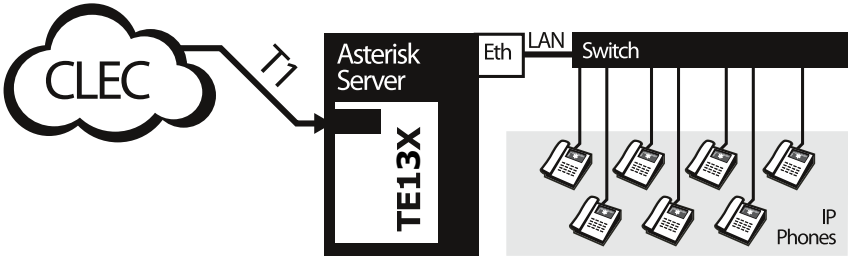 CLEC
T1
Asterisk
Server
TE13X
Eth
LAN
Switch
IP
Phones